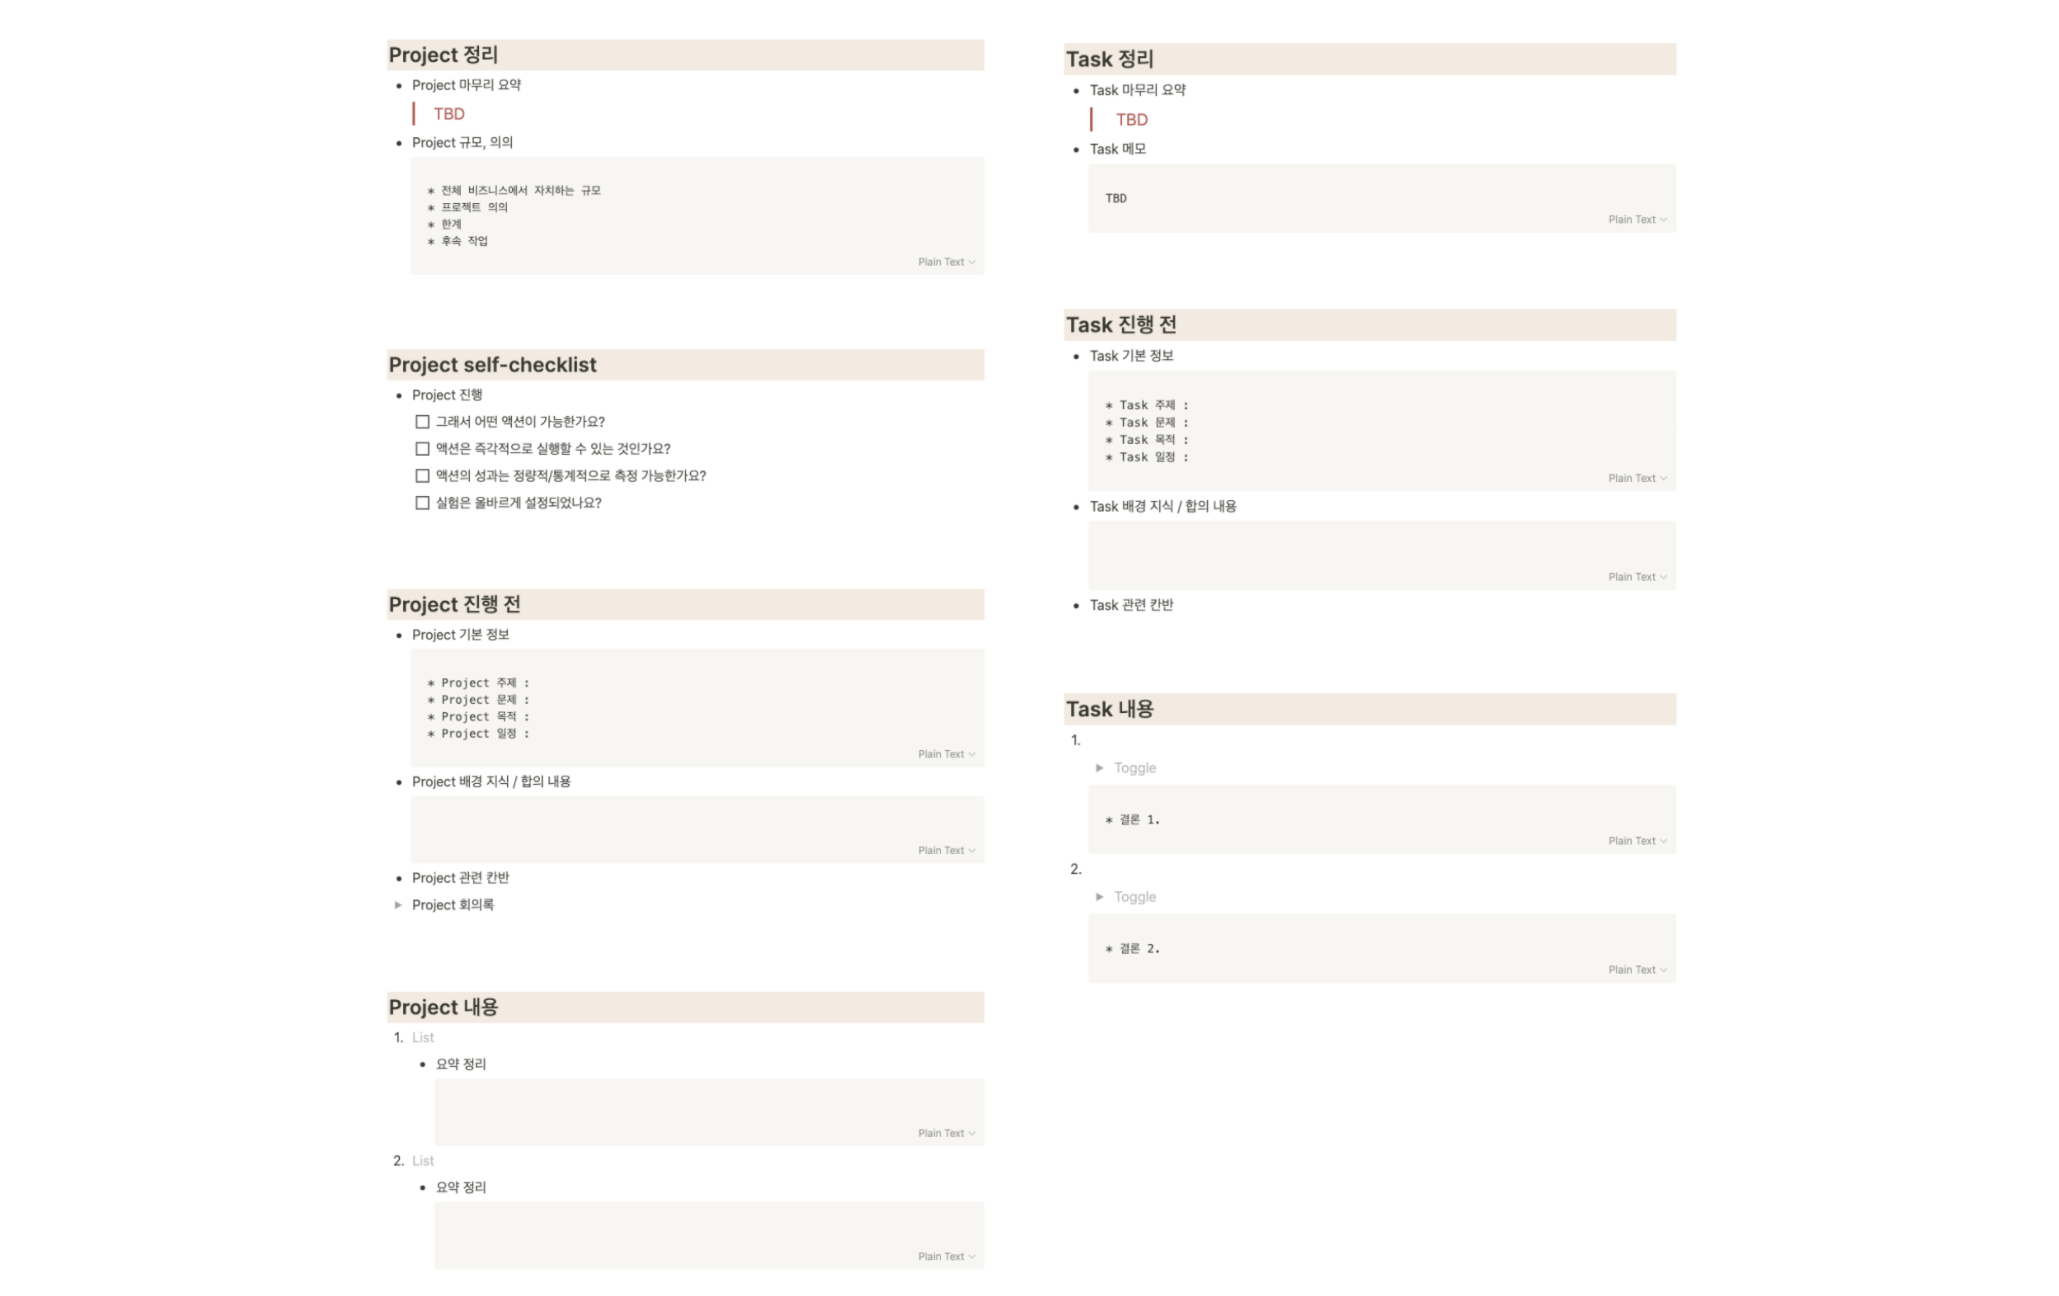 Project 정리
• Project 마무리 요약
TBD
• Project 규모, 의의
* 전체 비즈니스에서 자치하는 규모
* 프로젝트 의의
* 한계
* 후속 작업
Plain Text
Project self-checklist
• Project 진행
그래서 어떤 액션이 가능한가요?
액션은 즉각적으로 실행할 수 있는 것인가요?
액션의 성과는 정량적/통계적으로 측정 가능한가요?
실험은 올바르게 설정되었나요?
Project 진행 전
• Project 기본 정보
* Project 주제 :
* Project 문제 :
* Project 목적 :
* Project 일정 :
Plain Text
• Project 배경 지식 / 합의 내용
Plain Text
• Project 관련 칸반
Project 회의록
Project 내용
1. List
• 요약 정리
Plain Text
2. List
• 요약 정리
Plain Text
Task 정리
• Task 마무리 요약
TBD
• Task 메모
TBD
Plain Text
Task 진행 전
• Task 기본 정보
* Task 주제 :
* Task 문제 :
* Task 목적 :
* Task 일정 :
Plain Text
• Task 배경 지식 / 합의 내용
Plain Text
• Task 관련 칸반
Task 내용
1.
Toggle
* 결론 1.
Plain Text
2.
Toggle
* 결론 2.
Plain Text